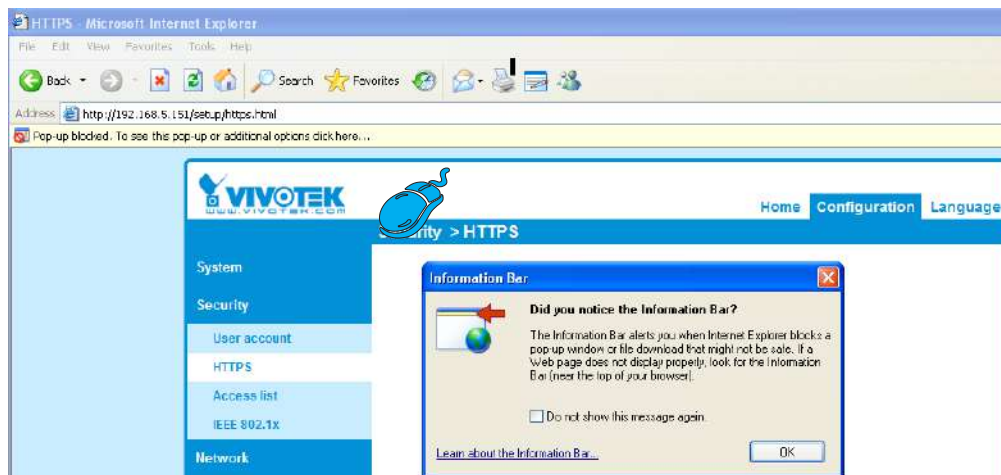 HTTPS - Microsoft Internet Explorer
File Edit View Favorites Tools Help
Back Search Favorites
Address http://192.168.5.151/setup/https.html
Pop-up blocked. To see this pop-up or additional options click here...
VIVOTEK
www.vivotek.com
Home Configuration Language
> HTTPS
System
Information Bar
Security
Did you notice the Information Bar?
User account
The Information Bar alerts you when Internet Explorer blocks a
pop-up window or file download that might not be safe. If a
Web page does not display properly, look for the Information
Bar (near the top of your browser).
HTTPS
Access list
Do not show this message again.
IEEE 802.1x
Learn about the Information Bar...
OK
Network